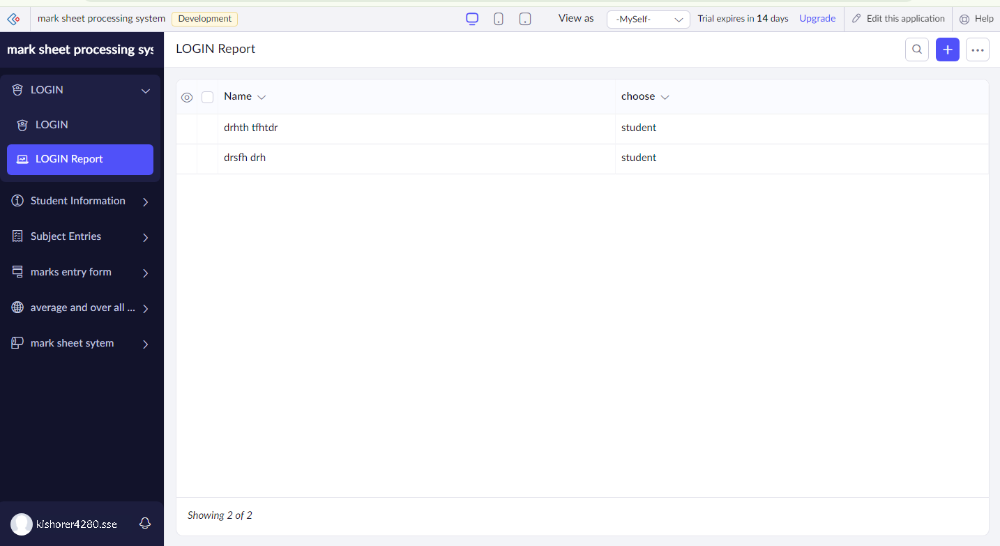 mark sheet processing system Development View as -MySelf- Trial expires in 14 days Upgrade Edit this application Help
mark sheet processing sys
LOGIN Report
LOGIN
LOGIN
LOGIN Report
Student Information
Subject Entries
marks entry form
average and over all ...
mark sheet sytem
Name choose
drhth tfhtdr student
drsfh drh student
Showing 2 of 2
kishorer4280.sse